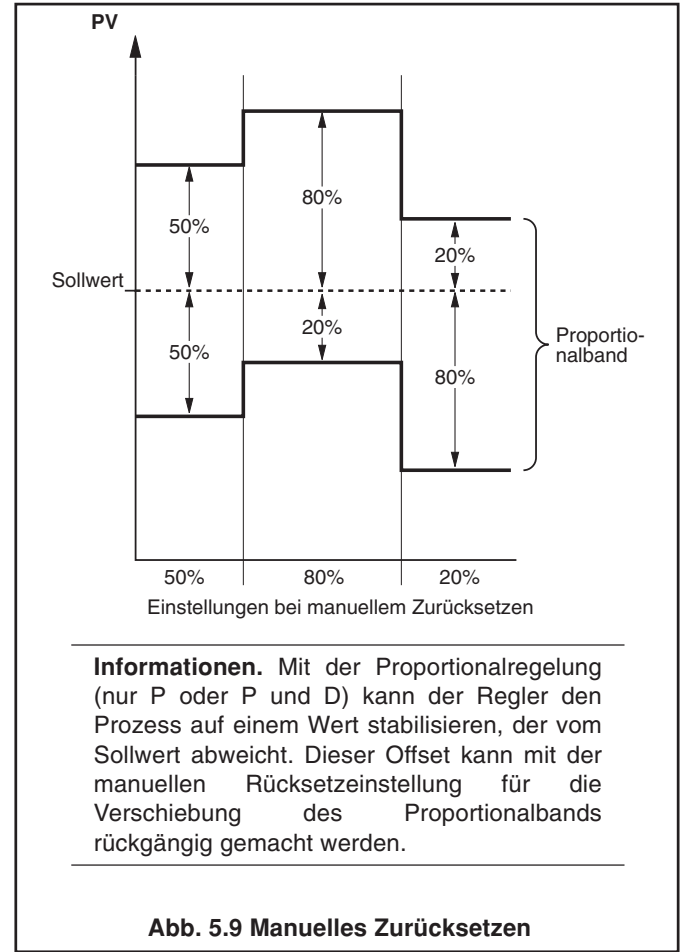 PV
50%
80%
20%
Sollwert
50%
20%
80%
Proportio-
nalband
50% 80% 20%
Einstellungen bei manuellem Zurücksetzen
Informationen. Mit der Proportionalregelung
(nur P oder P und D) kann der Regler den
Prozess auf einem Wert stabilisieren, der vom
Sollwert abweicht. Dieser Offset kann mit der
manuellen Rücksetzeinstellung für die
Verschiebung des Proportionalbands
rückgängig gemacht werden.
Abb. 5.9 Manuelles Zurücksetzen